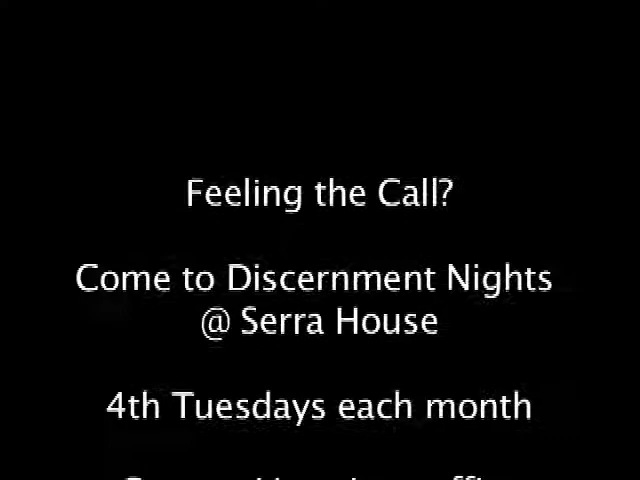 Feeling the Call?
Come to Discernment Nights
@ Serra House
4th Tuesdays each month